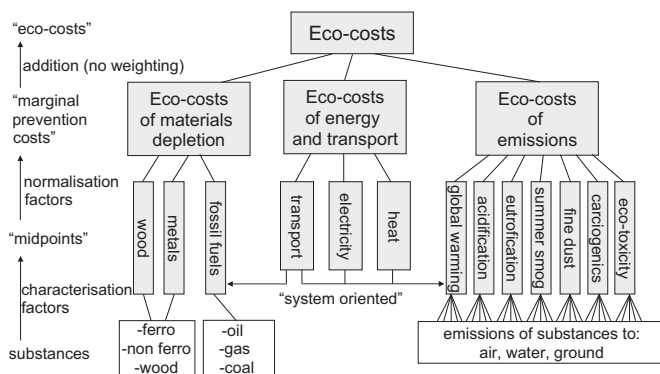 "eco-costs"
Eco-costs
addition (no weighting)
"marginal
prevention
costs"
Eco-costs
of materials
depletion
Eco-costs
of energy
and transport
Eco-costs
of
emissions
normalisation
factors
"midpoints"
wood
metals
fossil fuels
transport
electricity
heat
global warming
acidification
eutrofication
summer smog
fine dust
carciogenics
eco-toxicity
characterisation
factors
"system oriented"
substances
-ferro
-non ferro
-wood
-oil
-gas
-coal
emissions of substances to:
air, water, ground